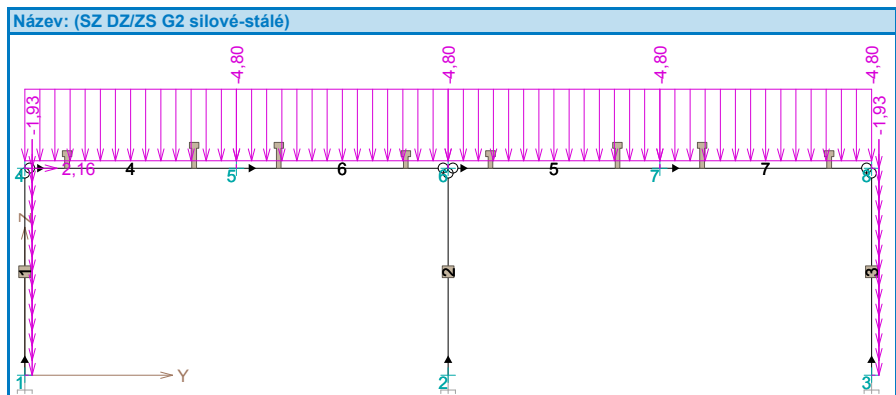 Název: (SZ DZ/ZS G2 silové-stálé)
-4,80 -4,80 -4,80 -4,80
-1,93 -1,93
4 2,16 4 5 6 6 5 7 7 8
Z
1 2 3
Y
1 2 3